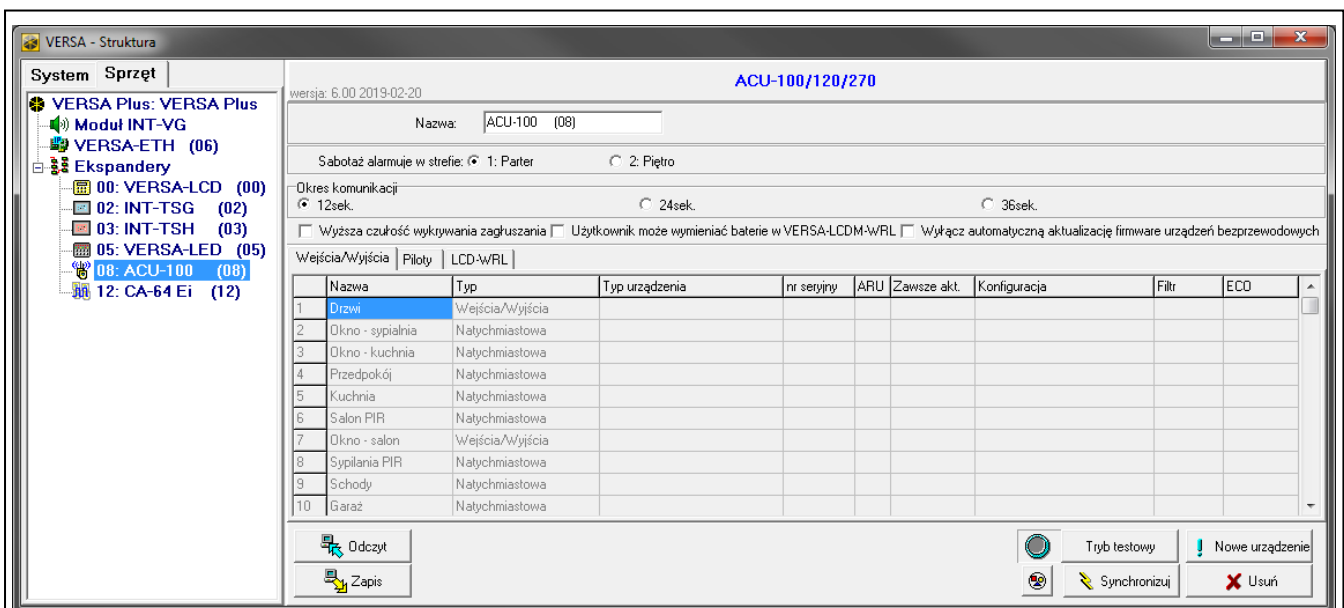 VERSA - Struktura
System Sprzęt
VERSA Plus: VERSA Plus
Moduł INT-VG
VERSA-ETH (06)
Ekspandery
00: VERSA-LCD (00)
02: INT-TSG (02)
03: INT-TSH (03)
05: VERSA-LED (05)
08: ACU-100 (08)
12: CA-64 Ei (12)
ACU-100/120/270
wersja: 6.00 2019-02-20
Nazwa: ACU-100 (08)
Sabotaż alarmuje w strefie: 1: Parter 2: Piętro
Okres komunikacji
12sek. 24sek. 36sek.
Wyższa czułość wykrywania zagłuszania Użytkownik może wymieniać baterie w VERSA-LCDM-WRL Wyłącz automatyczną aktualizację firmware urządzeń bezprzewodowych
Wejścia/Wyjścia Piloty LCD-WRL
Nazwa Typ Typ urządzenia nr seryjny ARU Zawsze akt. Konfiguracja Filtr ECO
1 Drzwi Wejścia/Wyjścia
2 Okno - sypialnia Natychmiastowa
3 Okno - kuchnia Natychmiastowa
4 Przedpokój Natychmiastowa
5 Kuchnia Natychmiastowa
6 Salon PIR Natychmiastowa
7 Okno - salon Wejścia/Wyjścia
8 Sypilania PIR Natychmiastowa
9 Schody Natychmiastowa
10 Garaż Natychmiastowa
Odczyt Tryb testowy Nowe urządzenie
Zapis Synchronizuj Usuń